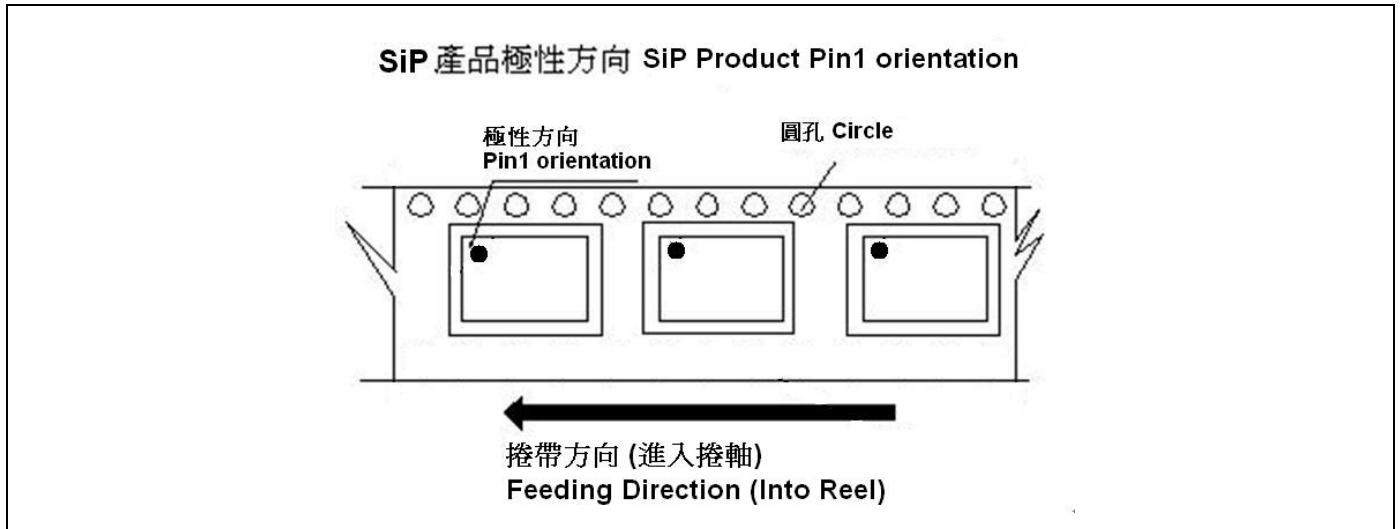 SiP 產品極性方向 SiP Product Pin1 orientation
極性方向
Pin1 orientation
圓孔 Circle
捲帶方向 (進入捲軸)
Feeding Direction (Into Reel)